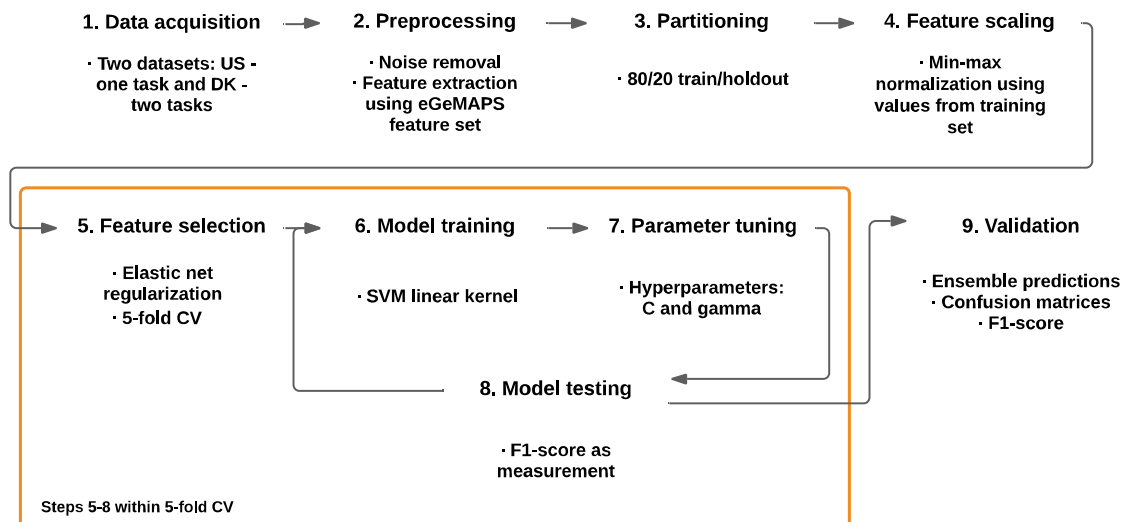 1. Data acquisition
· Two datasets: US -
one task and DK -
two tasks
2. Preprocessing
· Noise removal
· Feature extraction
using eGeMAPS
feature set
3. Partitioning
· 80/20 train/holdout
4. Feature scaling
· Min-max
normalization using
values from training
set
5. Feature selection
· Elastic net
regularization
· 5-fold CV
6. Model training
· SVM linear kernel
7. Parameter tuning
· Hyperparameters:
C and gamma
8. Model testing
· F1-score as
measurement
Steps 5-8 within 5-fold CV
9. Validation
· Ensemble predictions
· Confusion matrices
· F1-score